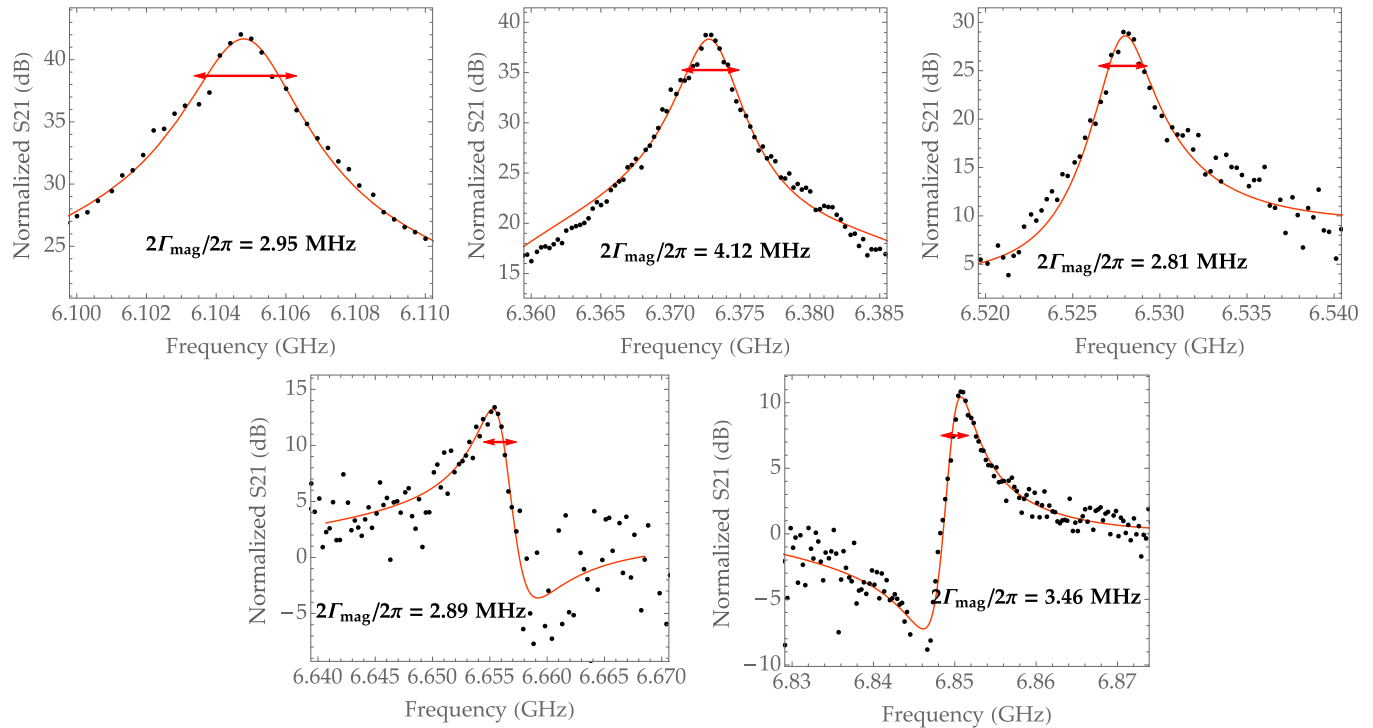 Normalized S21 (dB)
40
35
30
25
2Γmag/2π = 2.95 MHz
6.100 6.102 6.104 6.106 6.108 6.110
Frequency (GHz)
Normalized S21 (dB)
40
35
30
25
20
15
2Γmag/2π = 4.12 MHz
6.360 6.365 6.370 6.375 6.380 6.385
Frequency (GHz)
Normalized S21 (dB)
30
25
20
15
10
5
2Γmag/2π = 2.81 MHz
6.520 6.525 6.530 6.535 6.540
Frequency (GHz)
Normalized S21 (dB)
15
10
5
0
−5
2Γmag/2π = 2.89 MHz
6.640 6.645 6.650 6.655 6.660 6.665 6.670
Frequency (GHz)
Normalized S21 (dB)
10
5
0
−5
−10
2Γmag/2π = 3.46 MHz
6.83 6.84 6.85 6.86 6.87
Frequency (GHz)